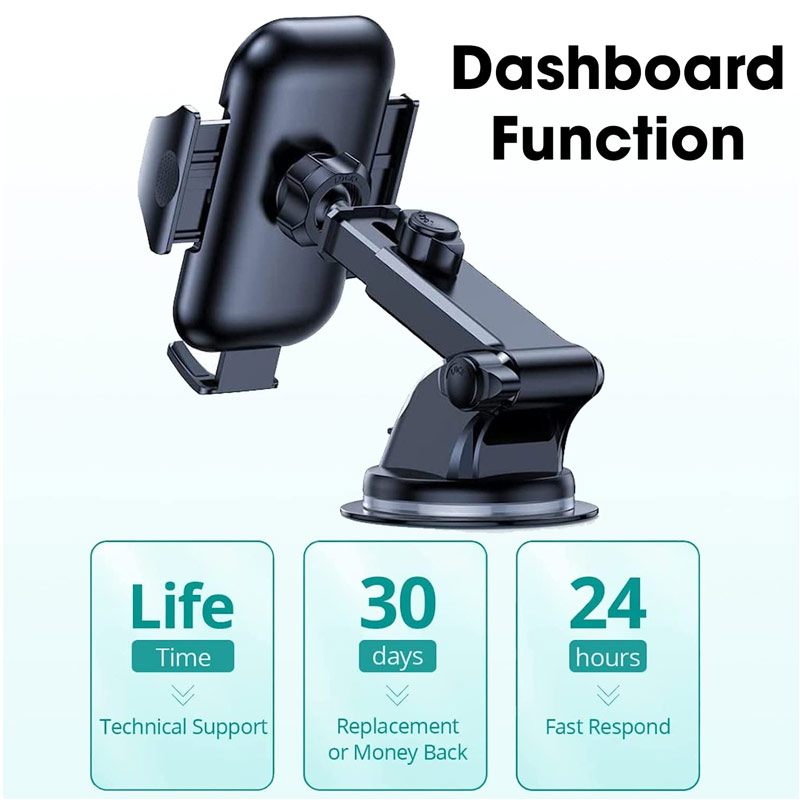 Dashboard
Function
Life
Time
Technical Support
30
days
Replacement
or Money Back
24
hours
Fast Respond